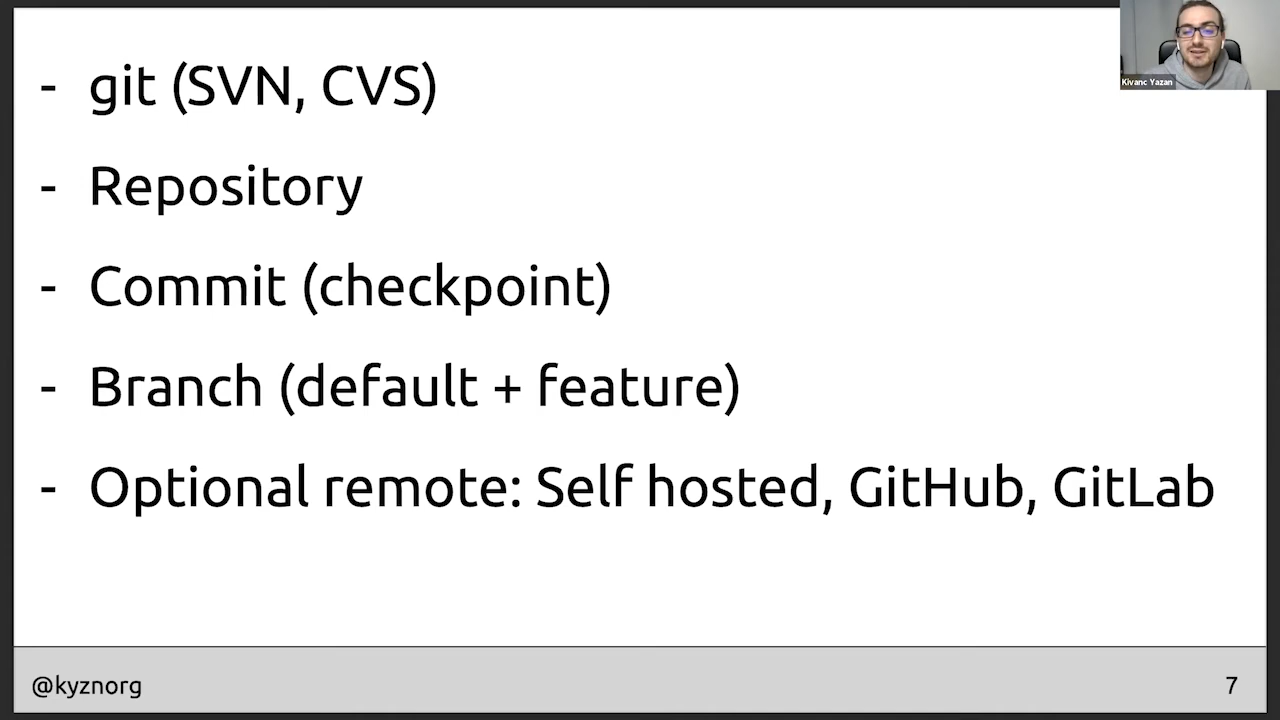 - git (SVN, CVS)
- Repository
- Commit (checkpoint)
- Branch (default + feature)
- Optional remote: Self hosted, GitHub, GitLab
@kyznorg
7
Kivanc Yazan